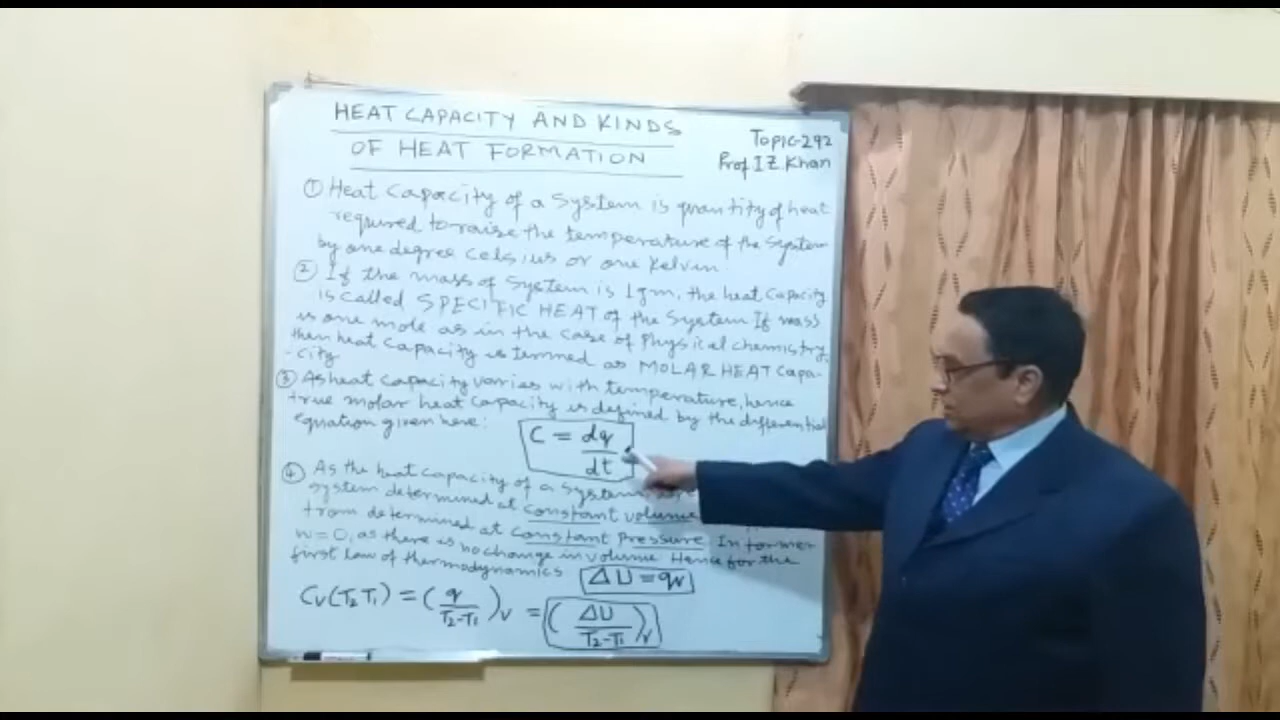 HEAT CAPACITY AND KINDS
OF HEAT FORMATION
Topic-292
Prof. I Z. Khan
① Heat Capacity of a System is quantity of heat
required to raise the temperature of the System
by one degree Celsius or one Kelvin.
② If the mass of System is 1gm, the heat Capacity
is called SPECIFIC HEAT of the System If mass
is one mole as in the case of Physical chemistry,
then heat Capacity is termed as MOLAR HEAT Capa-
-City
③ As heat capacity varies with temperature, hence
true molar heat Capacity is defined by the differential
equation given here:
C = dq/dt
④ As the heat capacity of a System
system determined at Constant volume
from determined at Constant Pressure In former
w=0, as there is no change in volume Hence for the
first law of thermodynamics ΔU = qv
Cv(T2 T1) = (q/T2-T1)v = (ΔU/T2-T1)v